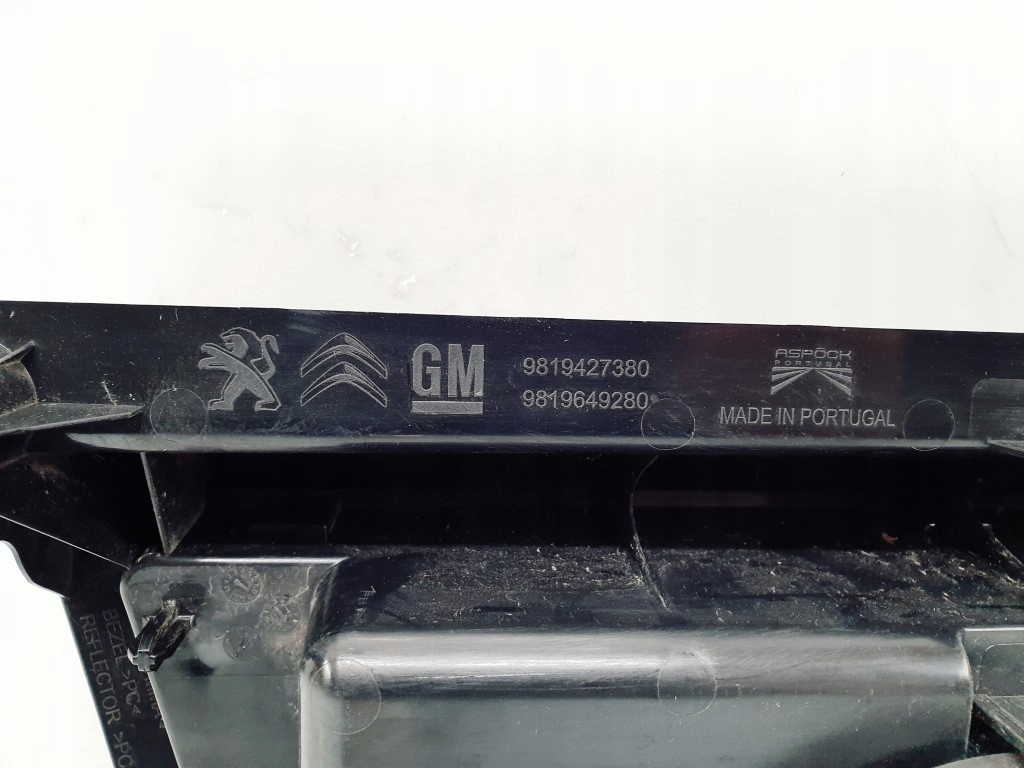 GM
9819427380
9819649280
ASPÖCK
PORTUGAL
MADE IN PORTUGAL
BEZEL >PC<
REFLECTOR >PC